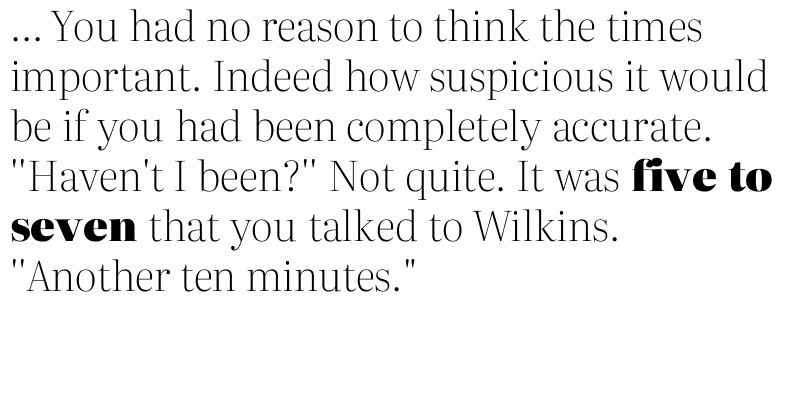 ... You had no reason to think the times
important. Indeed how suspicious it would
be if you had been completely accurate.
"Haven't I been?" Not quite. It was five to
seven that you talked to Wilkins.
"Another ten minutes."